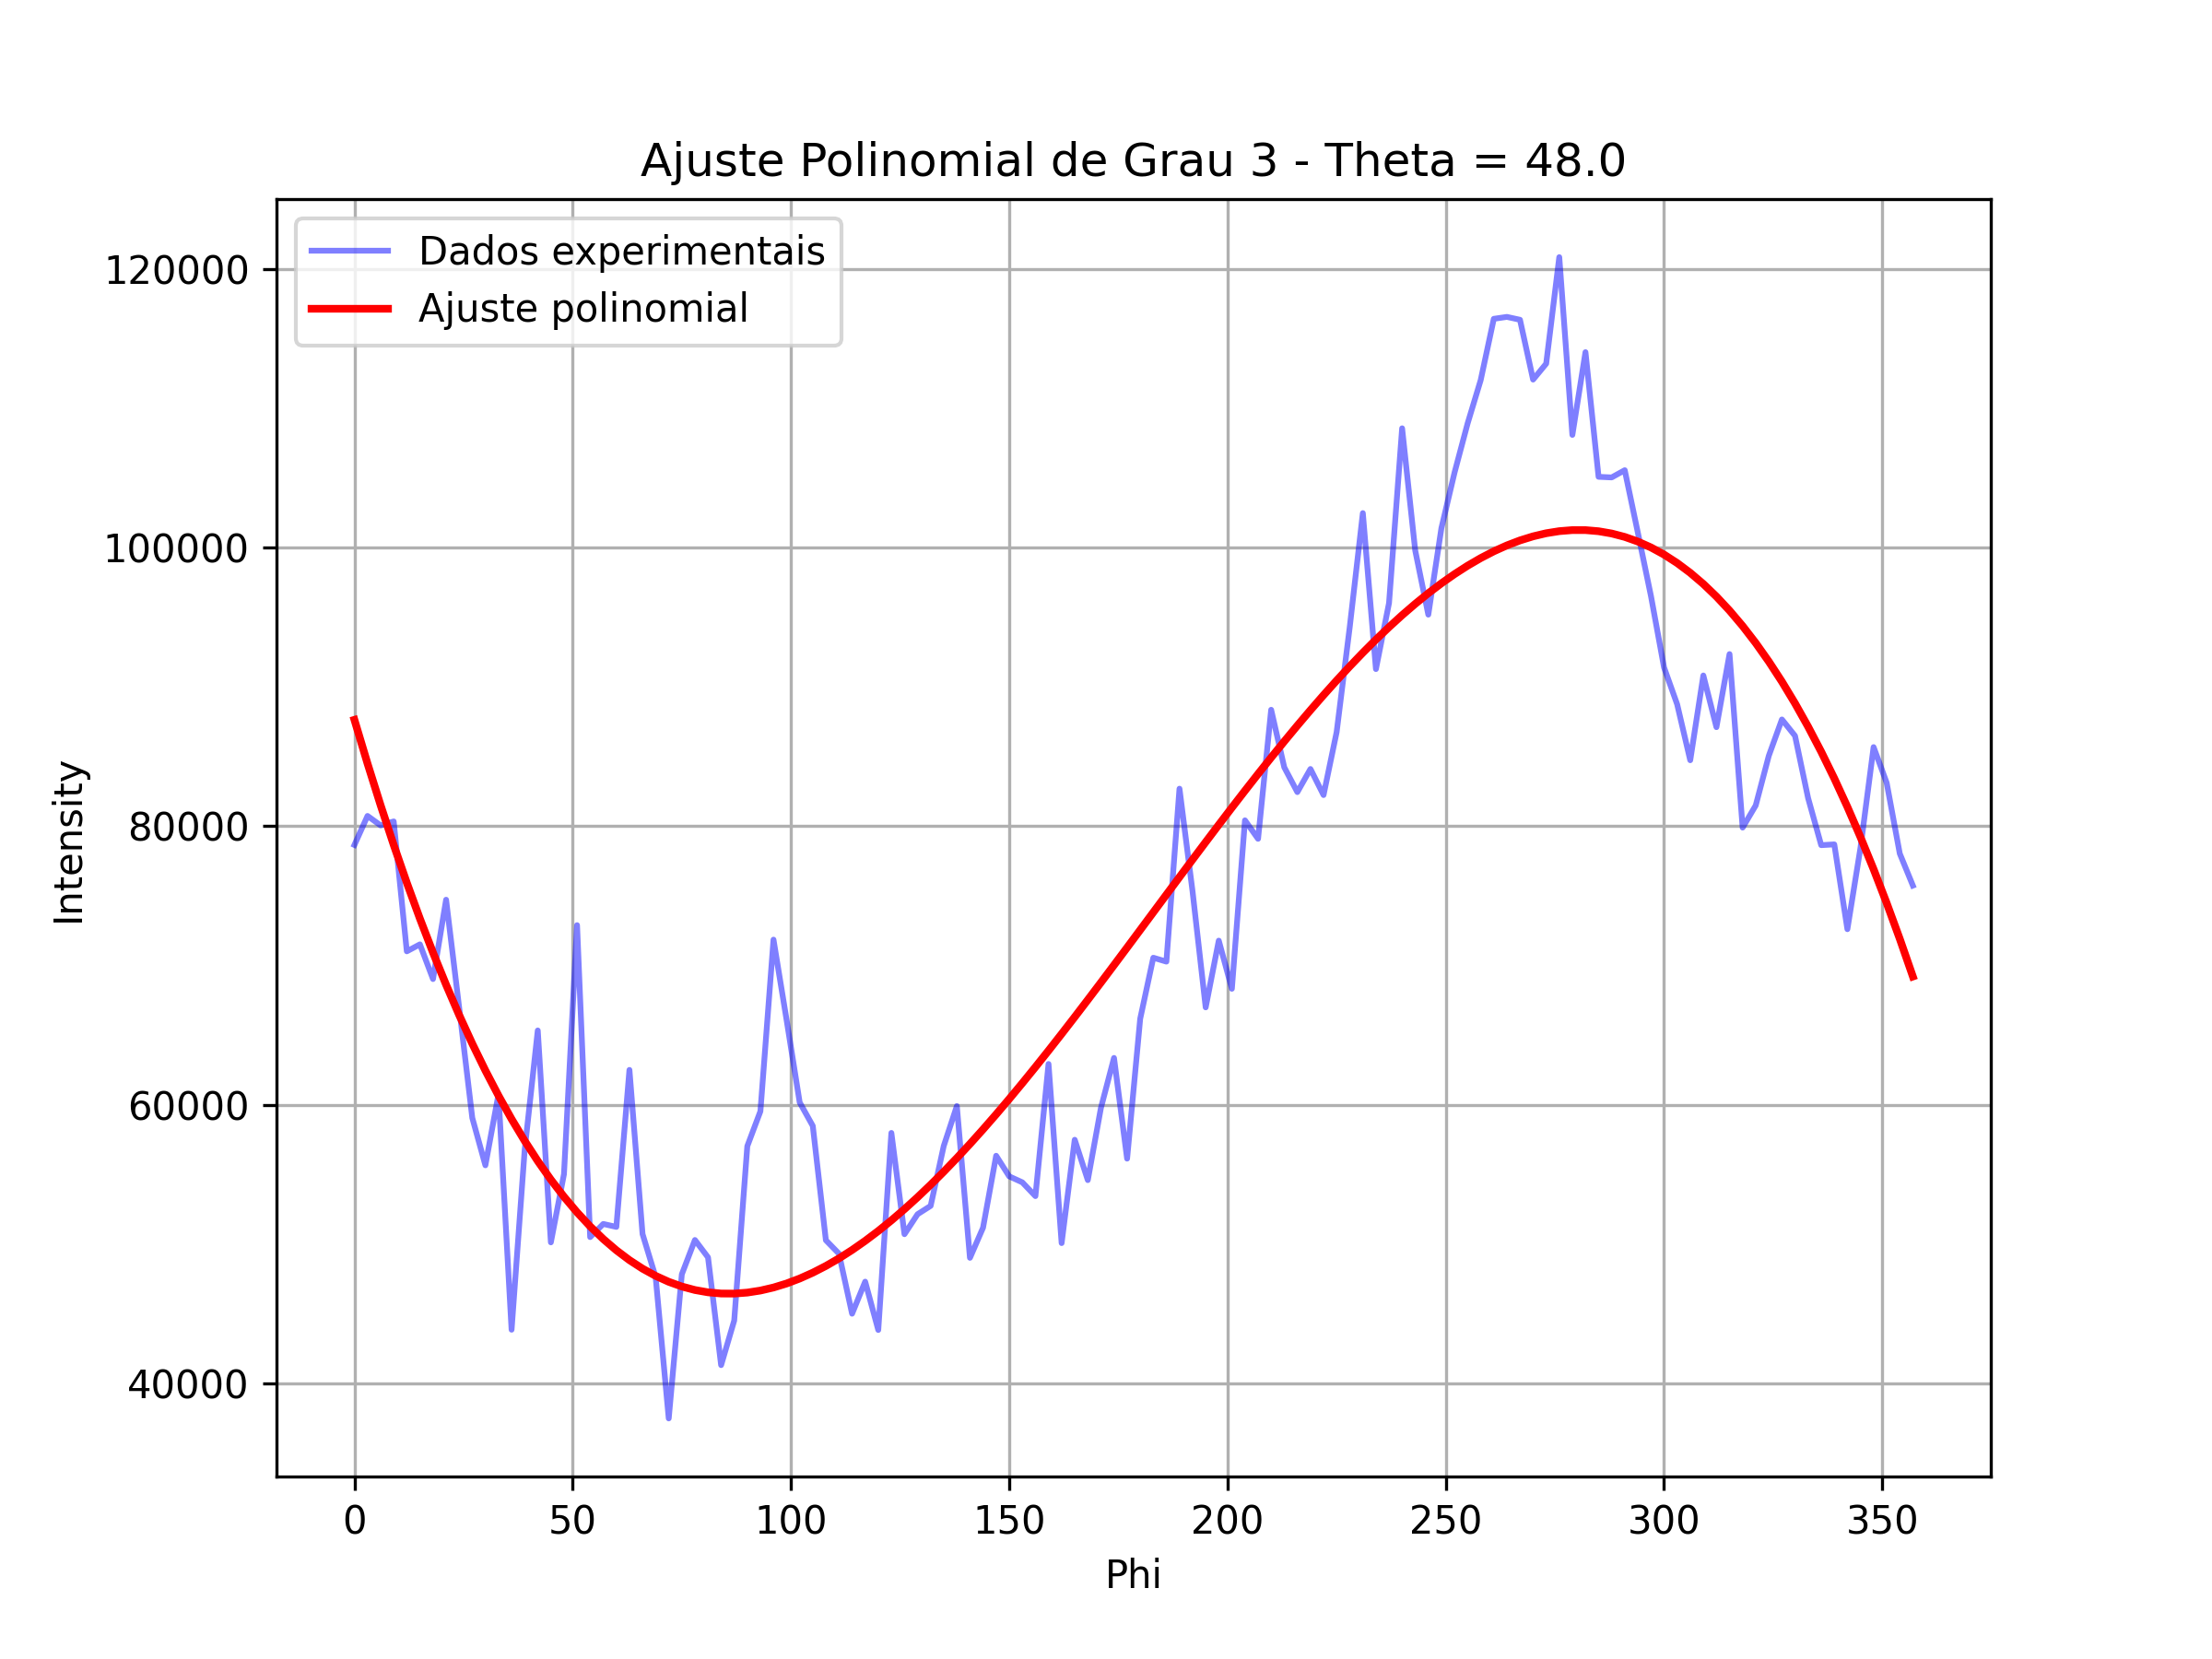 Ajuste Polinomial de Grau 3 - Theta = 48.0
Dados experimentais
Ajuste polinomial
120000
100000
80000
60000
40000
Intensity
0 50 100 150 200 250 300 350
Phi